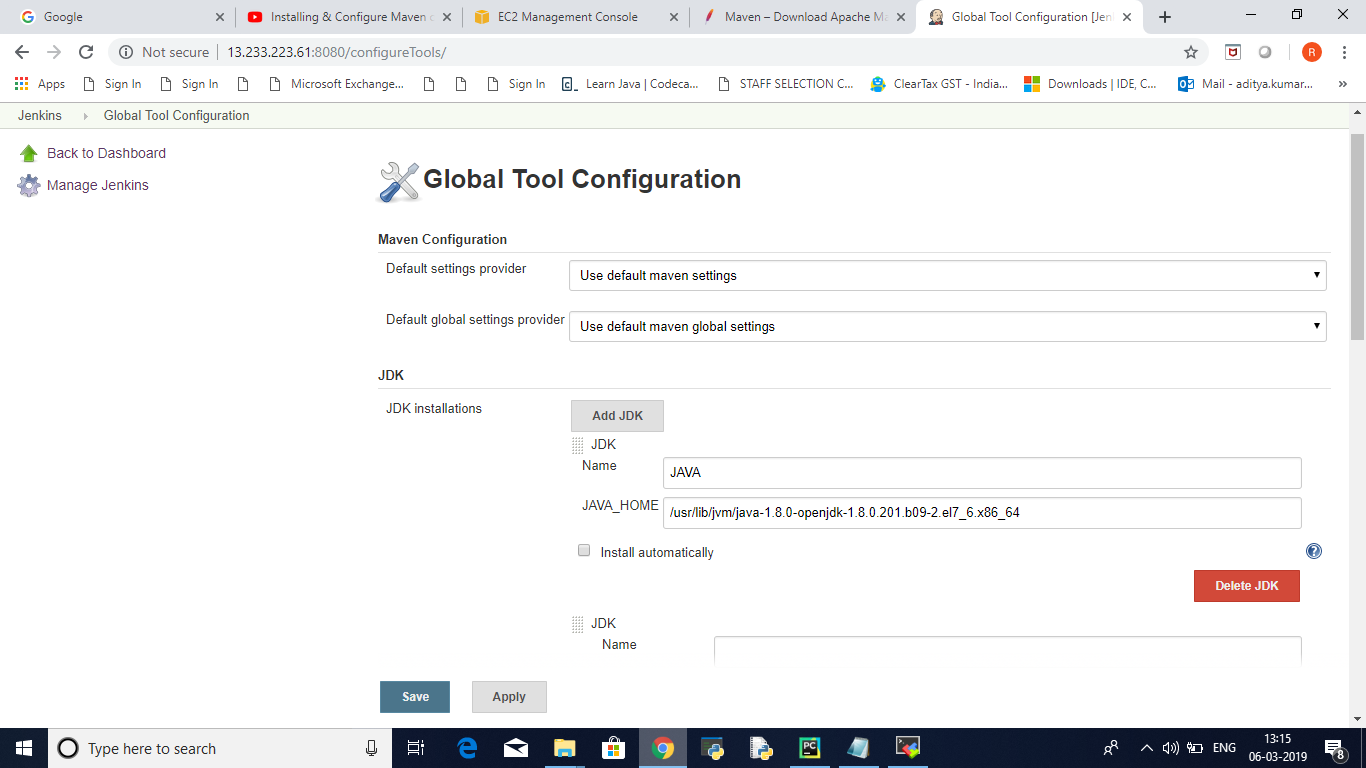 Google
Installing & Configure Maven c
EC2 Management Console
Maven – Download Apache Ma
Global Tool Configuration [Jen
Not secure 13.233.223.61:8080/configureTools/
R
Apps Sign In Sign In Microsoft Exchange... Sign In Learn Java | Codeca... STAFF SELECTION C... ClearTax GST - India... Downloads | IDE, C... Mail - aditya.kumar... »
Jenkins Global Tool Configuration
Back to Dashboard
Manage Jenkins
Global Tool Configuration
Maven Configuration
Default settings provider Use default maven settings
Default global settings provider Use default maven global settings
JDK
JDK installations Add JDK
JDK
Name JAVA
JAVA_HOME /usr/lib/jvm/java-1.8.0-openjdk-1.8.0.201.b09-2.el7_6.x86_64
Install automatically
Delete JDK
JDK
Name
Save Apply
Type here to search ENG 13:15
06-03-2019 8